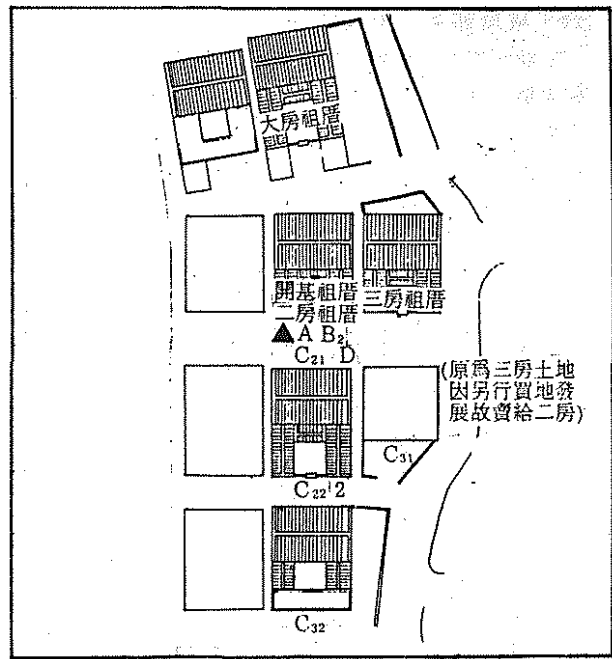 大房祖厝
開基祖厝
二房祖厝
三房祖厝
▲A B₂
C₂₁ D
(原爲三房土地
因另行買地發
展故賣給二房)
C₃₁
C₂₂ 2
C₃₂